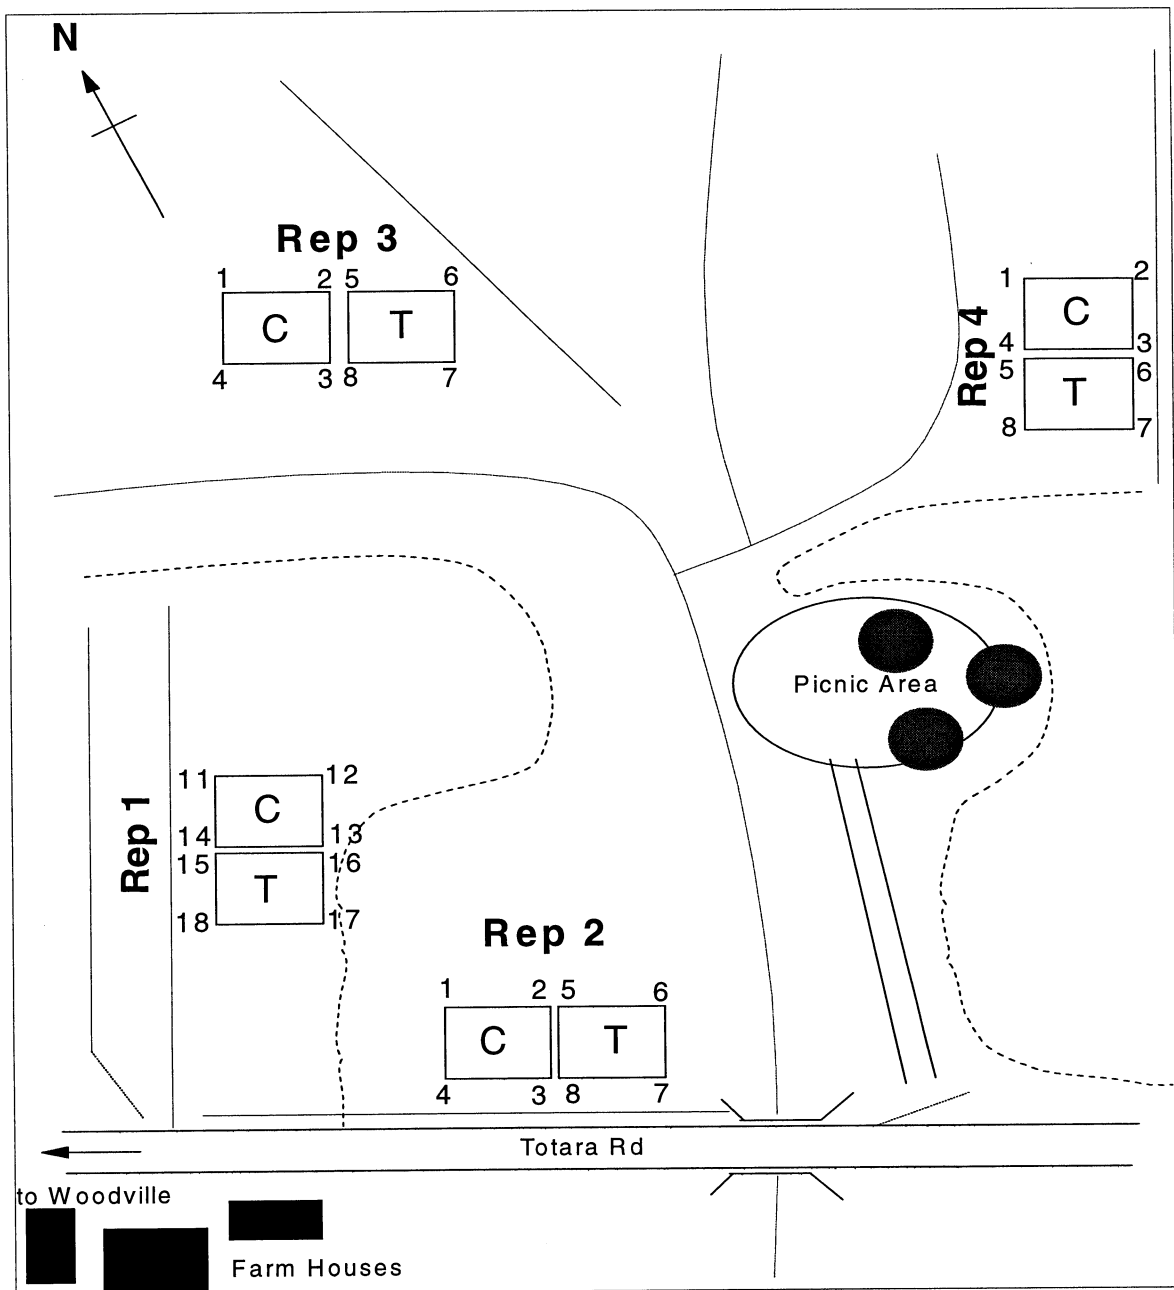 N
Rep 3
1 2 5 6
C T
4 3 8 7
Rep 4
1 2
C
4 3
5 6
T
8 7
Picnic Area
Rep 1
11 12
C
14 13
15 16
T
18 17
Rep 2
1 2 5 6
C T
4 3 8 7
Totara Rd
to Woodville
Farm Houses